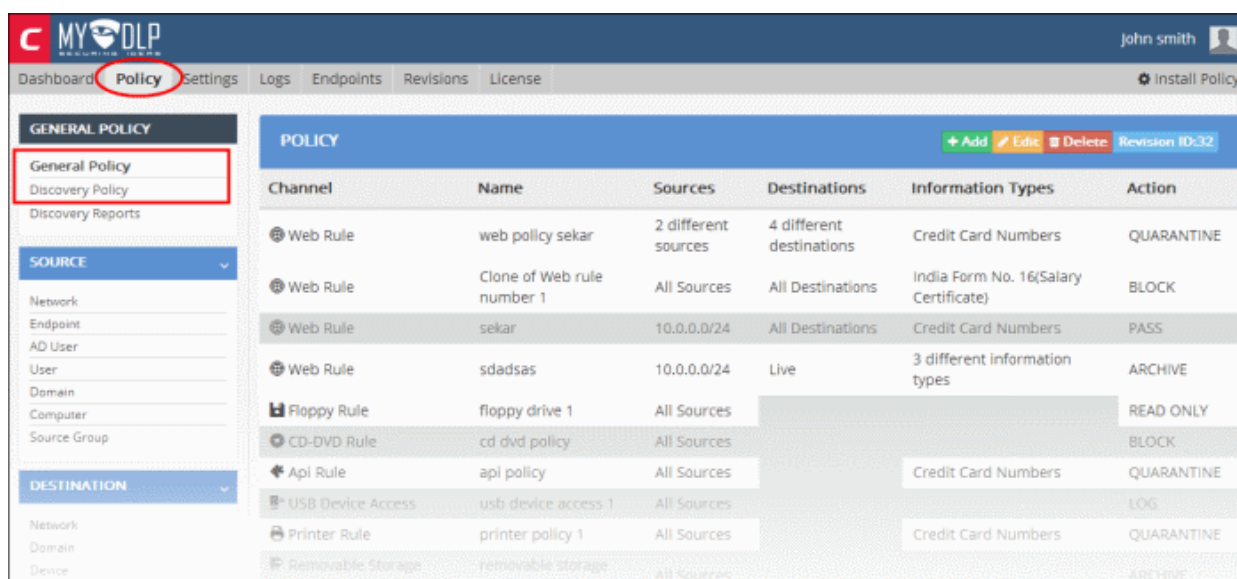 C MY DLP
SECURING IDEAS
John smith
Dashboard Policy Settings Logs Endpoints Revisions License Install Policy
GENERAL POLICY
General Policy
Discovery Policy
Discovery Reports
SOURCE
Network
Endpoint
AD User
User
Domain
Computer
Source Group
DESTINATION
Network
Domain
Device
POLICY
Add Edit Delete Revision ID:32
Channel Name Sources Destinations Information Types Action
Web Rule web policy sekar 2 different sources 4 different destinations Credit Card Numbers QUARANTINE
Web Rule Clone of Web rule number 1 All Sources All Destinations India Form No. 16(Salary Certificate) BLOCK
Web Rule sekar 10.0.0.0/24 All Destinations Credit Card Numbers PASS
Web Rule sdadsas 10.0.0.0/24 Live 3 different information types ARCHIVE
Floppy Rule floppy drive 1 All Sources READ ONLY
CD-DVD Rule cd dvd policy All Sources BLOCK
Api Rule api policy All Sources Credit Card Numbers QUARANTINE
USB Device Access usb device access 1 All Sources LOG
Printer Rule printer policy 1 All Sources Credit Card Numbers QUARANTINE
Removable Storage removable storage All Sources ARCHIVE